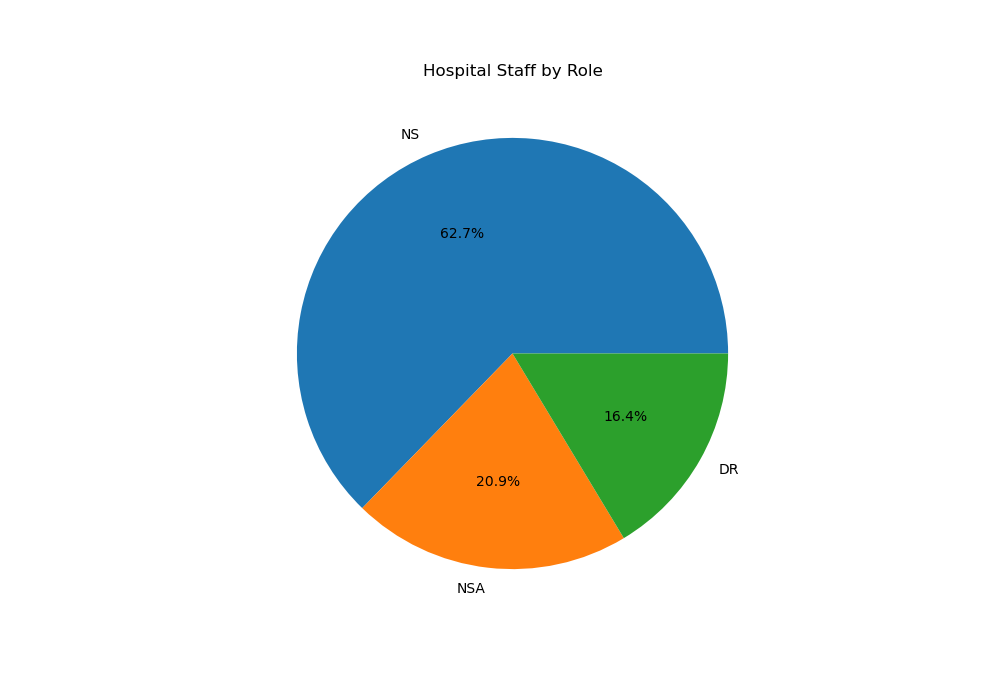 Hospital Staff by Role
NS
62.7%
16.4%
DR
20.9%
NSA